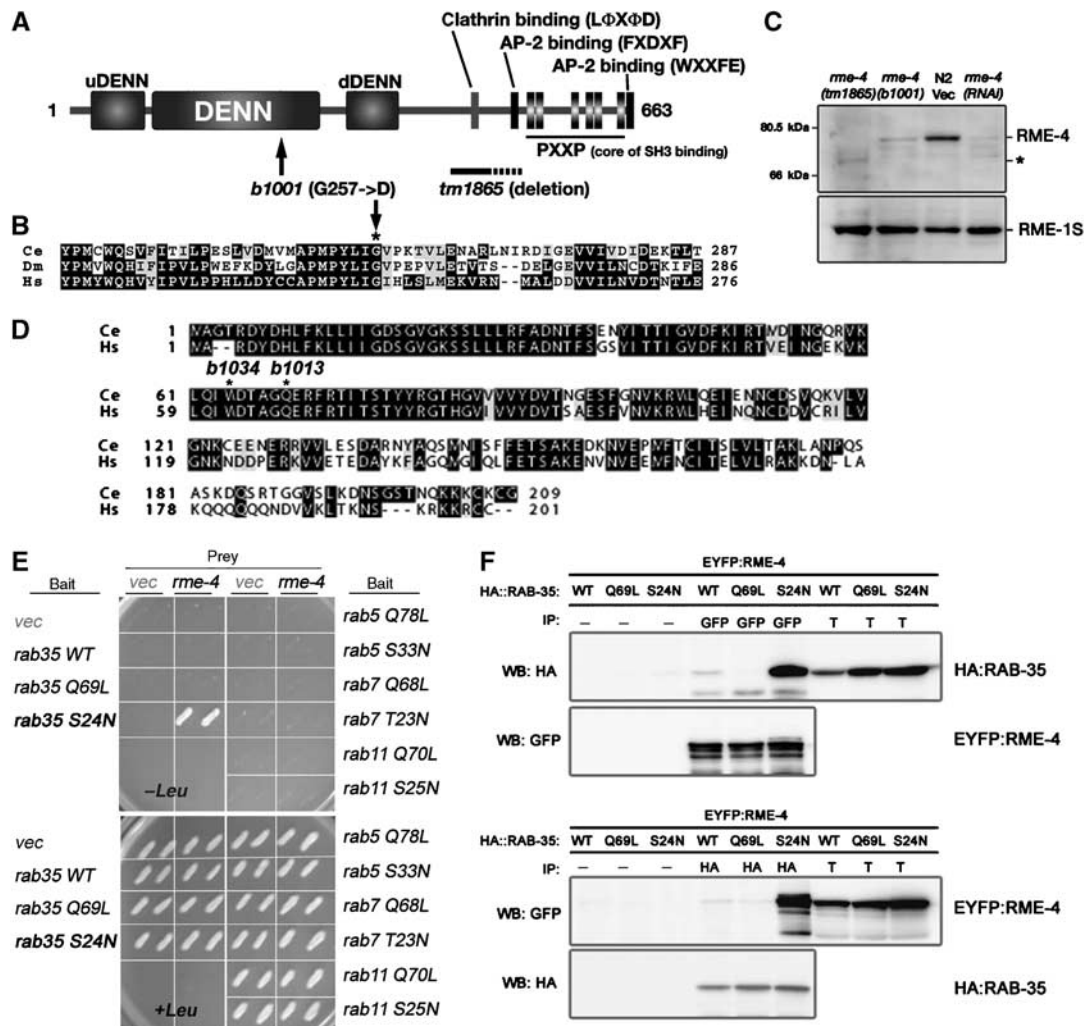 A
Clathrin binding (LΦXΦD)
AP-2 binding (FXDXF)
AP-2 binding (WXXFE)
uDENN
dDENN
1
DENN
663
PXXP (core of SH3 binding)
b1001 (G257->D)
tm1865 (deletion)
B
*
Ce YPMCWQSVFITILPESLVDMVMAPMPYLIGVPKTVLENARLNIRDIGEVVIVDIDEKTLT 287
Dm YPMVWQHIFIPVLPWEFKDYLGAPMPYLIGVPEPVLETVTS--DELGEVVILNCDTKIFE 286
Hs YPMYWQHVYIPVLPPHLLDYCCAPMPYLIGIHLSLMEKVRN--MALDDVVILNVDTNTLE 276
C
rme-4 (tm1865)
rme-4 (b1001)
N2 Vec
rme-4 (RNAi)
80.5 kDa
RME-4
*
66 kDa
RME-1S
D
Ce 1 MAGTRDYDHLFKLLIIGDSGVGKSSLLLRFADNTFSENYITTIGVDFKIRTMDINGQRVK
Hs 1 MA--RDYDHLFKLLIIGDSGVGKSSLLLRFADNTFSGSYITTIGVDFKIRTVEINGEKVK
b1034 b1013
* *
Ce 61 LQIWDTAGQERFRTITSTYYRGTHGVVVVYDVTNGESFGNVKRWLHEIENNCDSVQKVLV
Hs 59 LQIWDTAGQERFRTITSTYYRGTHGVIVVYDVTSAESFVNVKRWLHEINQNCDDVCRILV
Ce 121 GNKCEENERRVVLESDARNYAQSMNISFFETSAKEDKNVEPMFTCITSLVLTAKLANPQS
Hs 119 GNKNDDPERKVVETEDAYKFAGQMGIQLFETSAKENVNVEEMFNCITELVLRAKKDN-LA
Ce 181 ASKDQSRTGGVSLKDNSGSTNQKKKCKCG 209
Hs 178 KQQQQQQNDVVKLTKNS---KRKKRCC-- 201
E
Prey
Bait vec rme-4 vec rme-4 Bait
vec
rab35 WT
rab35 Q69L
rab35 S24N
–Leu
rab5 Q78L
rab5 S33N
rab7 Q68L
rab7 T23N
rab11 Q70L
rab11 S25N
vec
rab35 WT
rab35 Q69L
rab35 S24N
+Leu
rab5 Q78L
rab5 S33N
rab7 Q68L
rab7 T23N
rab11 Q70L
rab11 S25N
F
EYFP:RME-4
HA::RAB-35: WT Q69L S24N WT Q69L S24N WT Q69L S24N
IP: – – – GFP GFP GFP T T T
WB: HA
HA:RAB-35
WB: GFP
EYFP:RME-4
EYFP:RME-4
HA::RAB-35: WT Q69L S24N WT Q69L S24N WT Q69L S24N
IP: – – – HA HA HA T T T
WB: GFP
EYFP:RME-4
WB: HA
HA:RAB-35